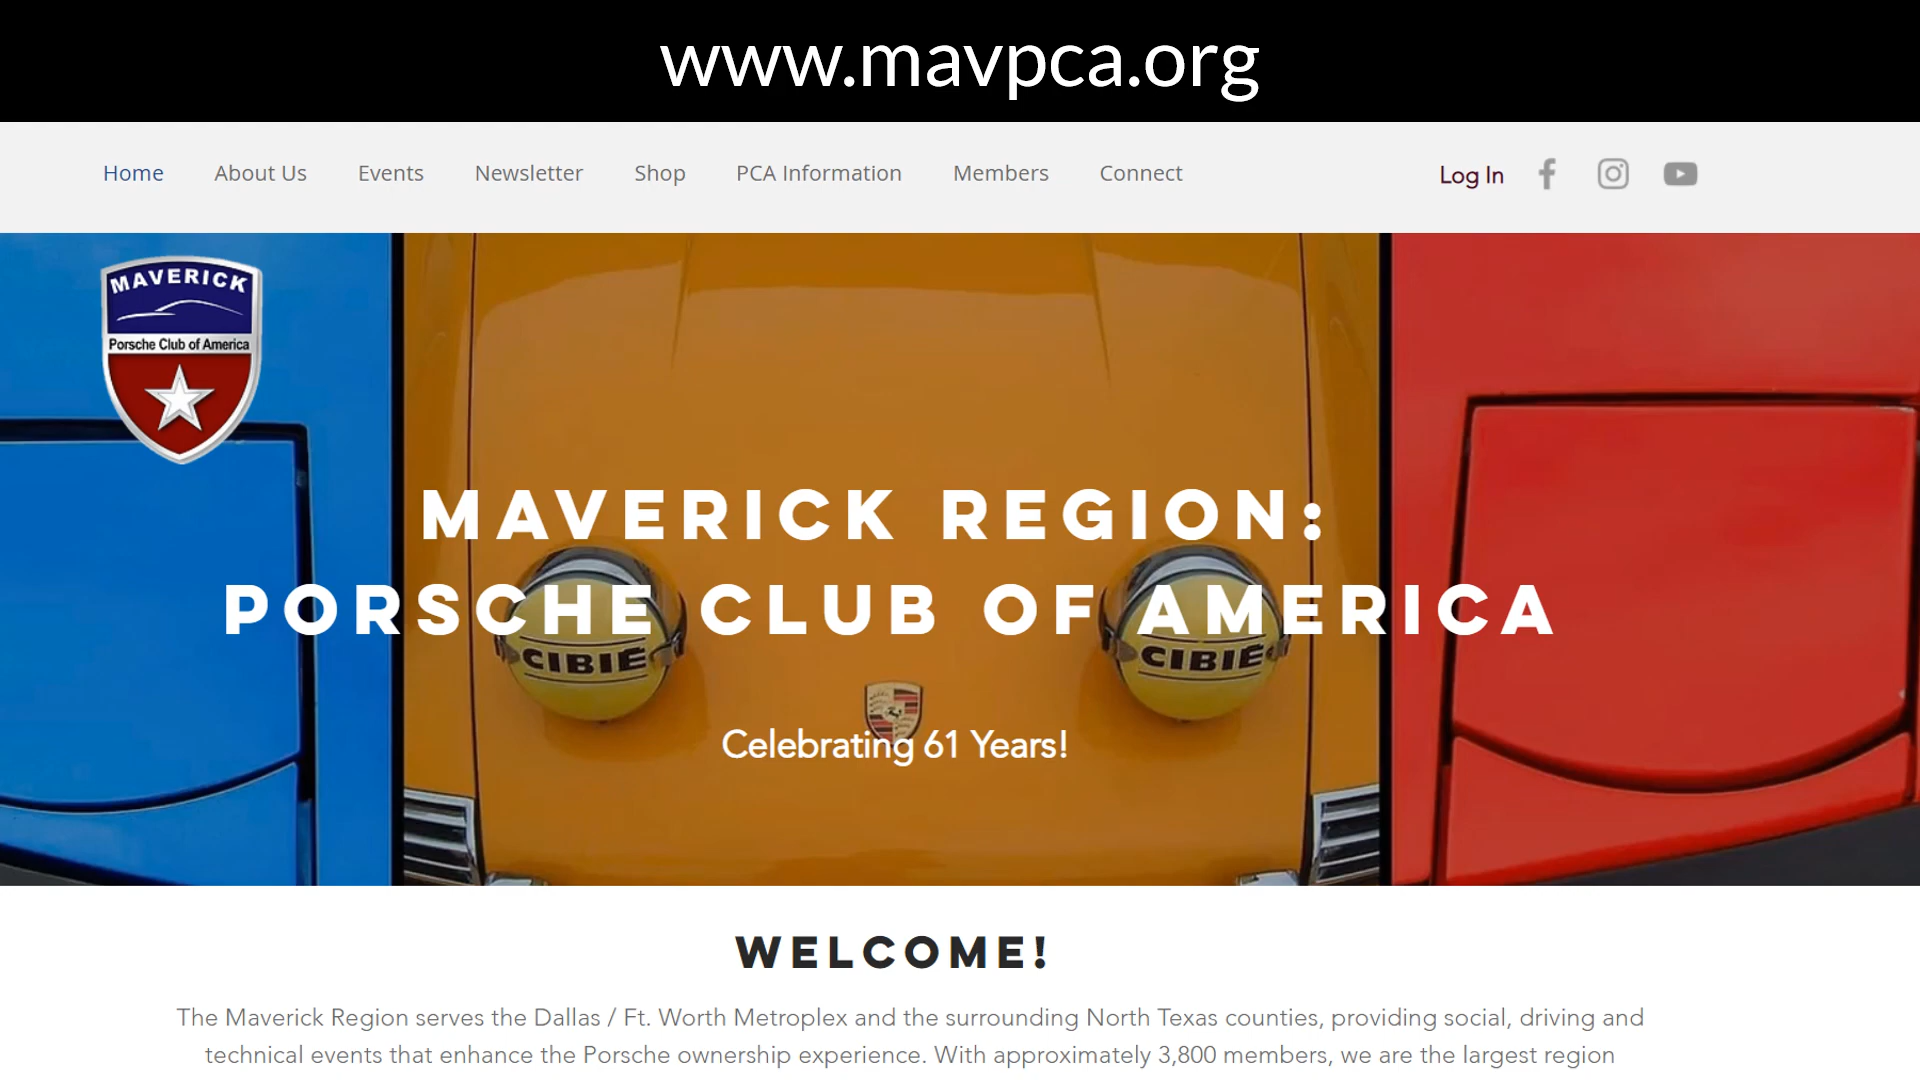 www.mavpca.org
Home About Us Events Newsletter Shop PCA Information Members Connect Log In
MAVERICK
Porsche Club of America
MAVERICK REGION:
PORSCHE CLUB OF AMERICA
CIBIÉ CIBIÉ
Celebrating 61 Years!
WELCOME!
The Maverick Region serves the Dallas / Ft. Worth Metroplex and the surrounding North Texas counties, providing social, driving and
technical events that enhance the Porsche ownership experience. With approximately 3,800 members, we are the largest region